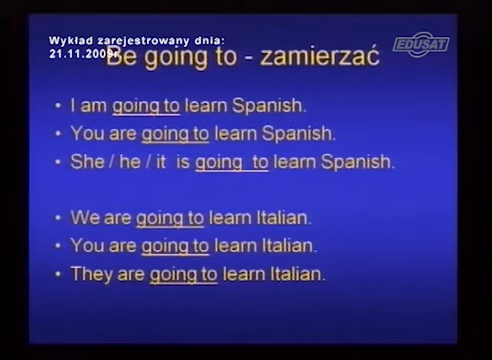 Wykład zarejestrowany dnia:
21.11.2009r.
EDUSAT
Be going to - zamierzać
• I am going to learn Spanish.
• You are going to learn Spanish.
• She / he / it is going to learn Spanish.
• We are going to learn Italian.
• You are going to learn Italian.
• They are going to learn Italian.